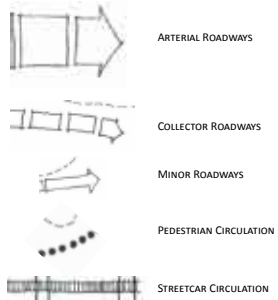 Arterial Roadways
Collector Roadways
Minor Roadways
Pedestrian Circulation
Streetcar Circulation